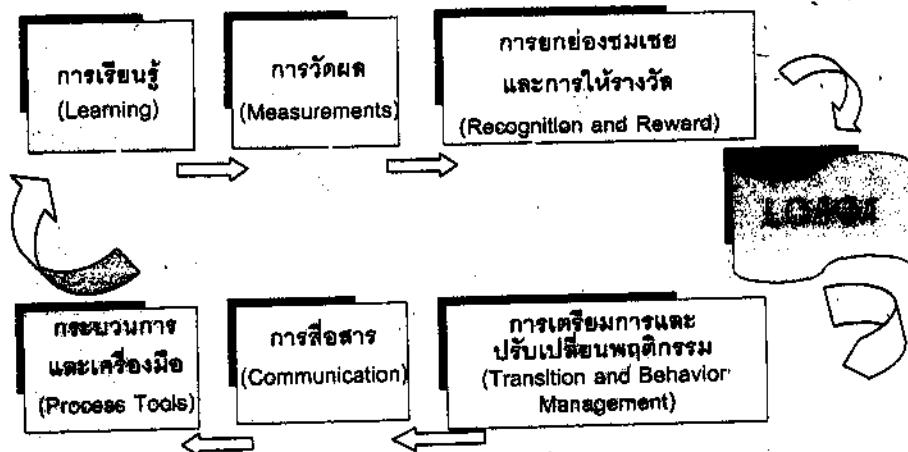 การเรียนรู้
(Learning)
การวัดผล
(Measurements)
การยกย่องชมเชย
และการให้รางวัล
(Recognition and Reward)
กระบวนการ
และเครื่องมือ
(Process Tools)
การสื่อสาร
(Communication)
การเตรียมการและ
ปรับเปลี่ยนพฤติกรรม
(Transition and Behavior
Management)